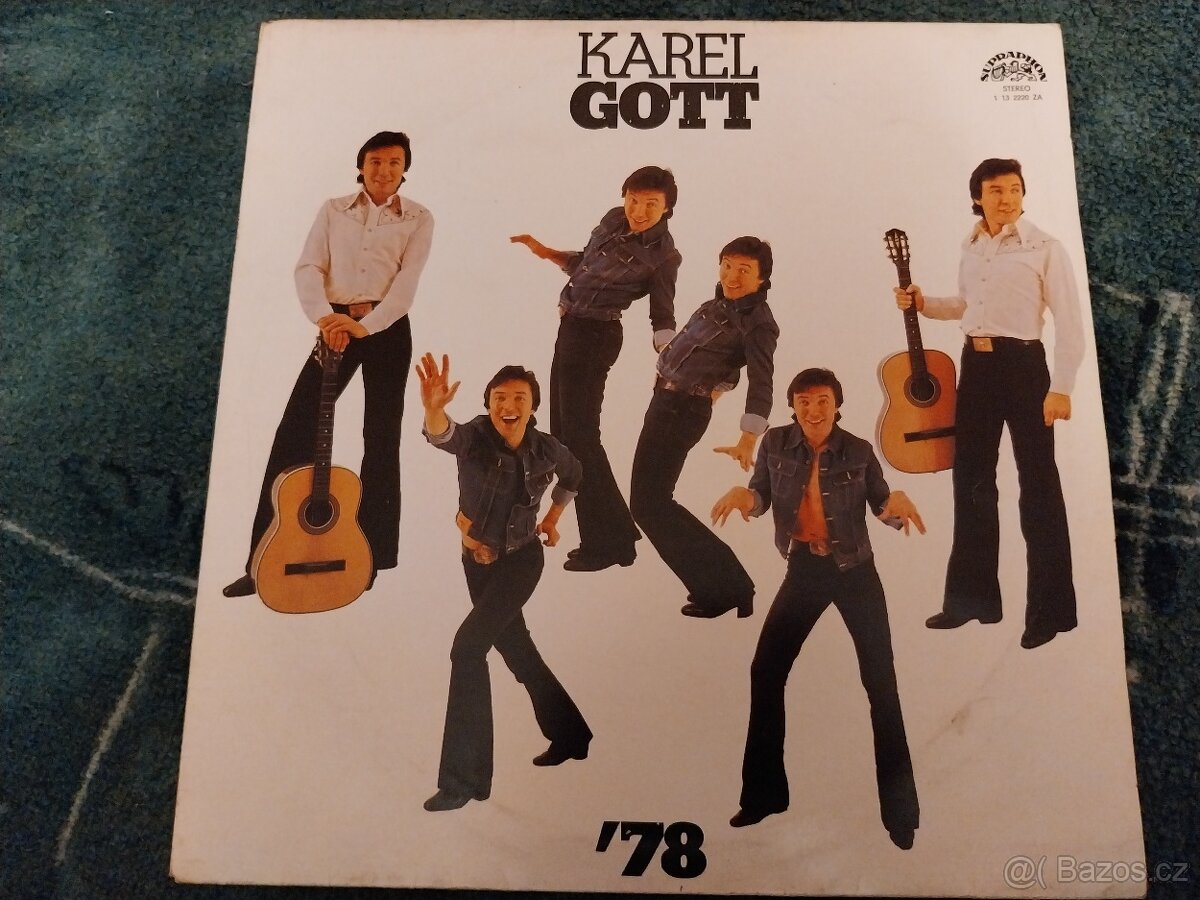 KAREL
GOTT
SUPRAPHON
STEREO
1 13 2220 ZA
'78
@( Bazos.cz